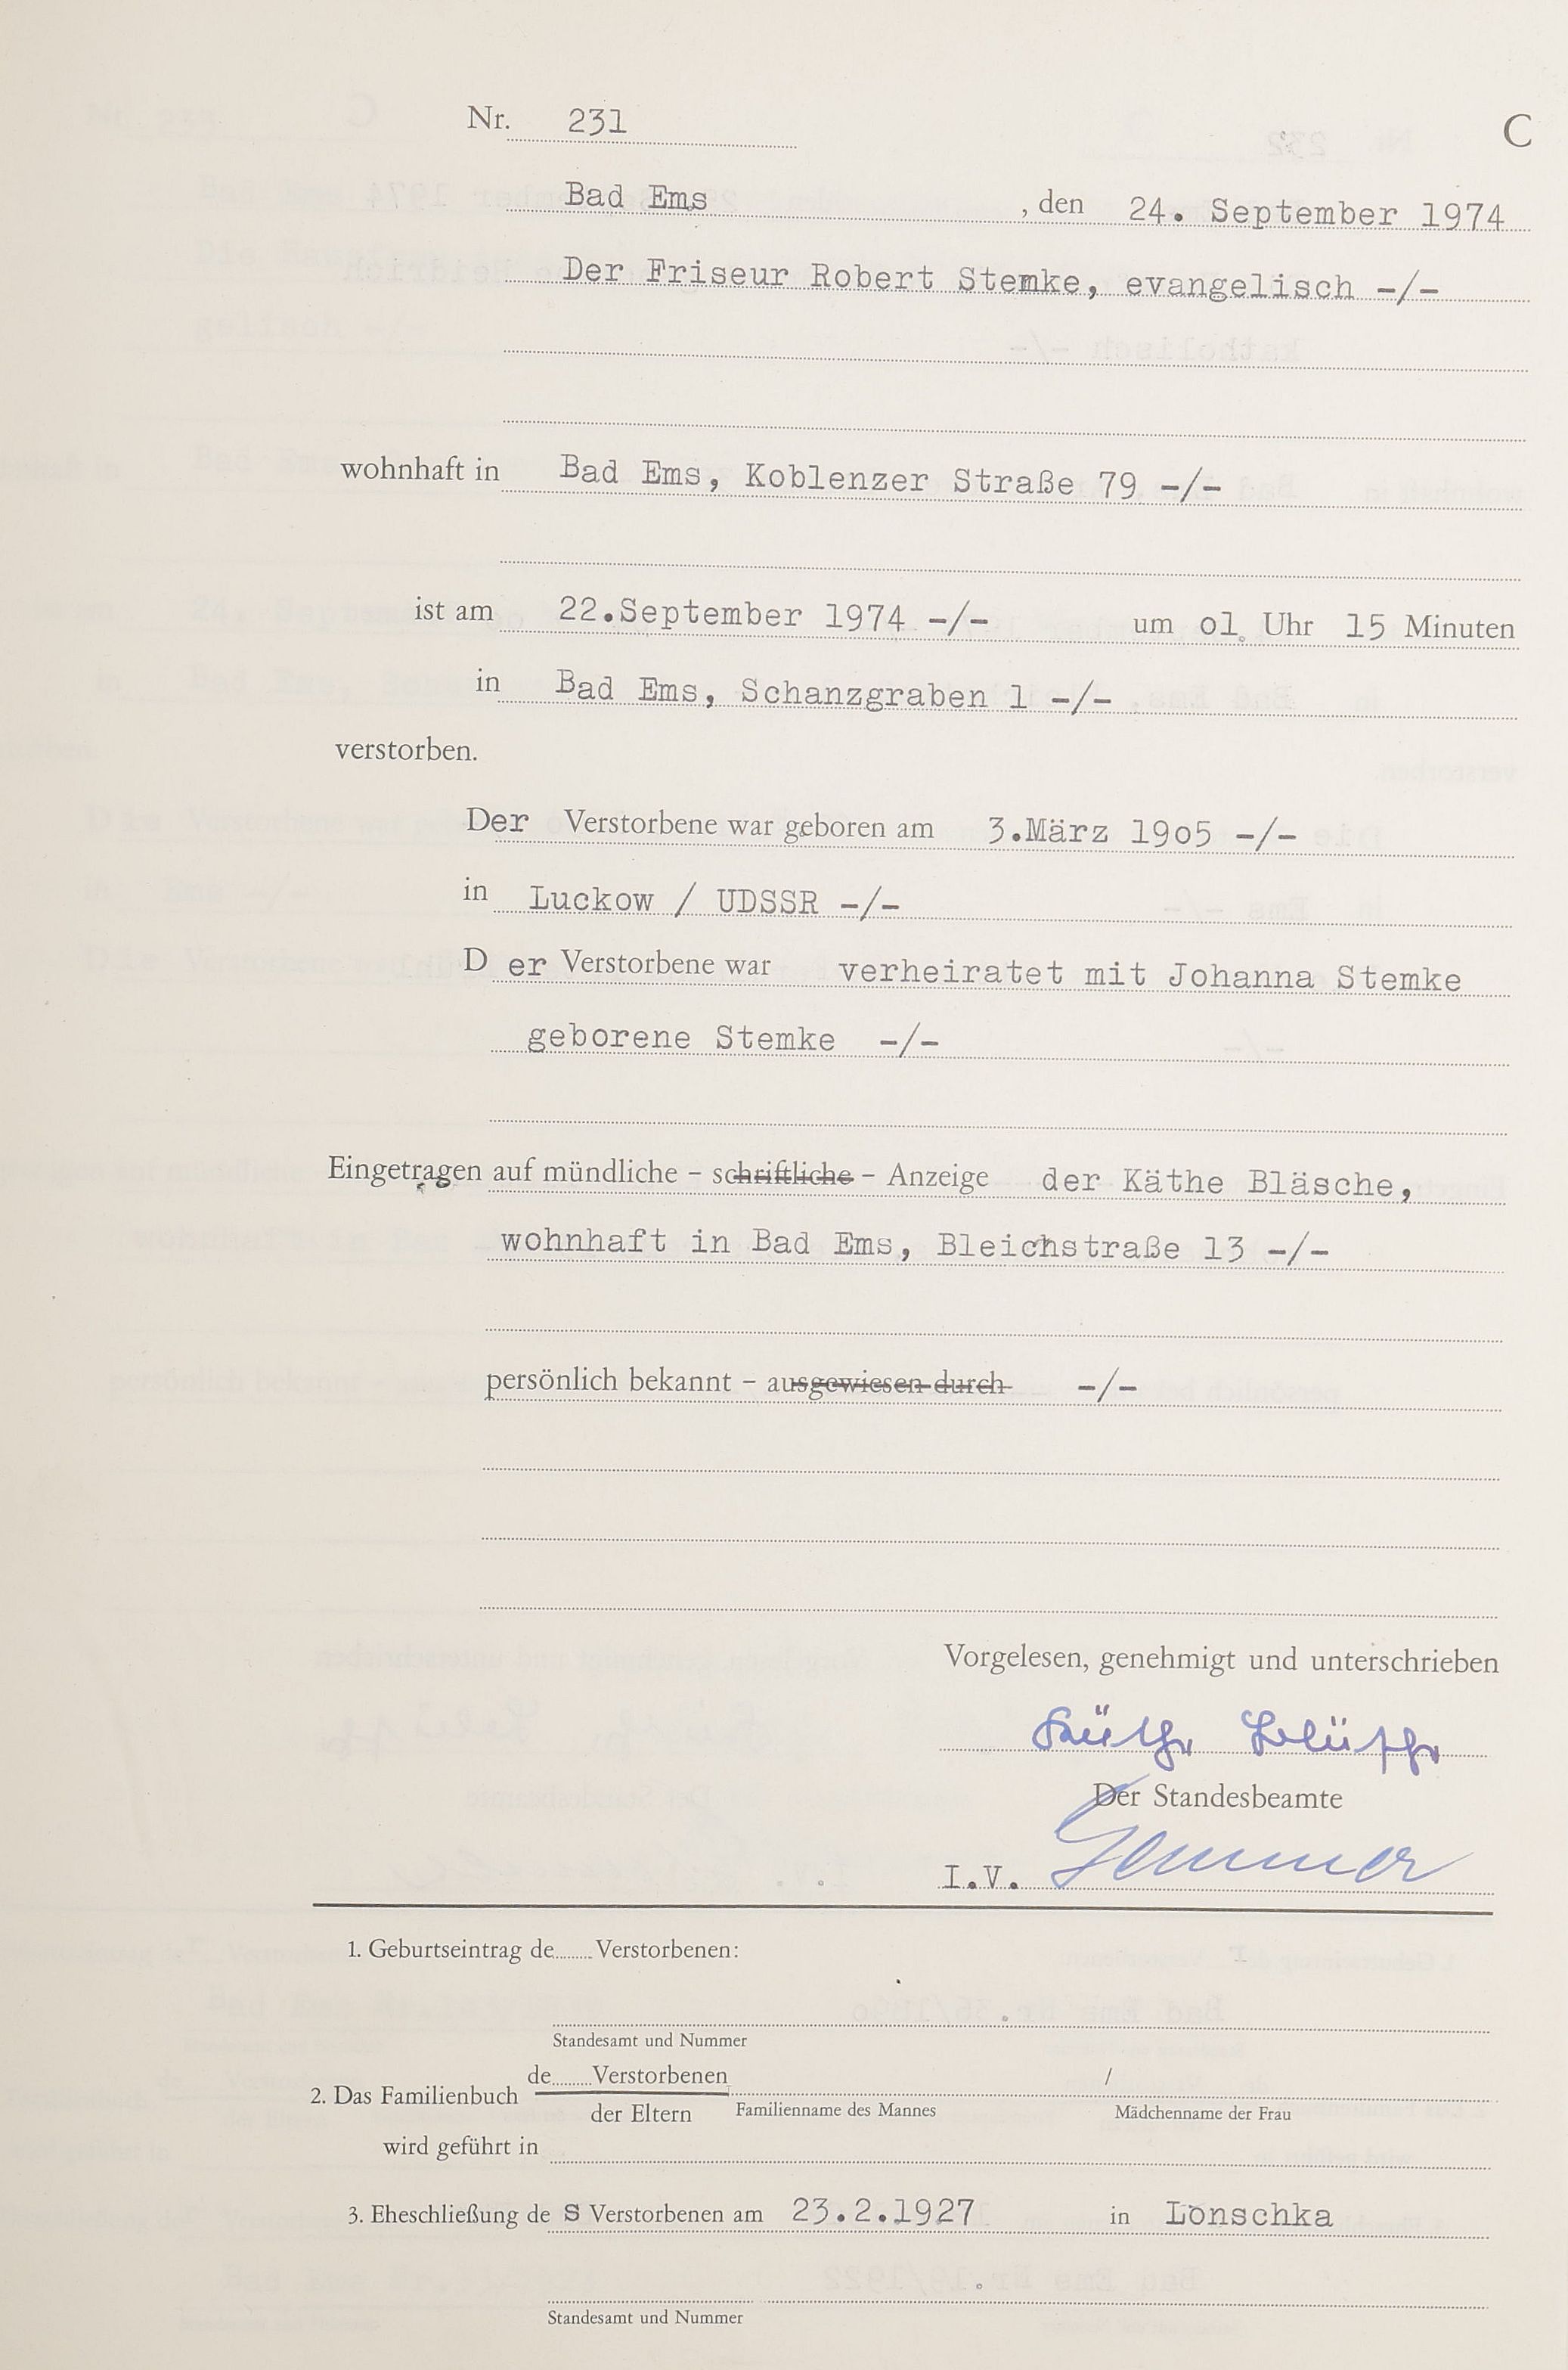 Nr. 231
C
Bad Ems , den 24. September 1974
Der Friseur Robert Stemke, evangelisch -/-
wohnhaft in Bad Ems, Koblenzer Straße 79 -/-
ist am 22.September 1974 -/- um 01 Uhr 15 Minuten
in Bad Ems, Schanzgraben 1 -/-
verstorben.
Der Verstorbene war geboren am 3.März 1905 -/-
in Luckow / UDSSR -/-
D er Verstorbene war verheiratet mit Johanna Stemke
geborene Stemke -/-
Eingetragen auf mündliche - schriftliche - Anzeige der Käthe Bläsche,
wohnhaft in Bad Ems, Bleichstraße 13 -/-
persönlich bekannt - ausgewiesen durch -/-
Vorgelesen, genehmigt und unterschrieben
Käthe Bläsche
Der Standesbeamte
I.V. Gemmer
1. Geburtseintrag de........Verstorbenen:
Standesamt und Nummer
de........Verstorbenen /
2. Das Familienbuch
der Eltern Familienname des Mannes Mädchenname der Frau
wird geführt in
3. Eheschließung de s Verstorbenen am 23.2.1927 in Lonschka
Standesamt und Nummer